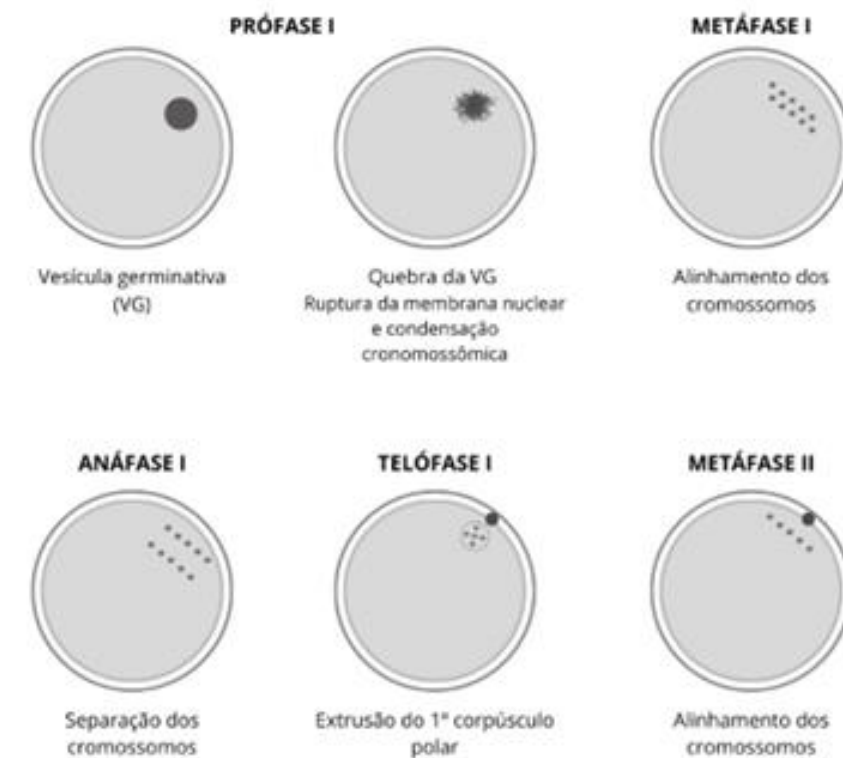 PRÓFASE I
METÁFASE I
Vesícula germinativa
(VG)
Quebra da VG
Ruptura da membrana nuclear
e condensação
cronomossômica
Alinhamento dos
cromossomos
ANÁFASE I
TELÓFASE I
METÁFASE II
Separação dos
cromossomos
Extrusão do 1º corpúsculo
polar
Alinhamento dos
cromossomos